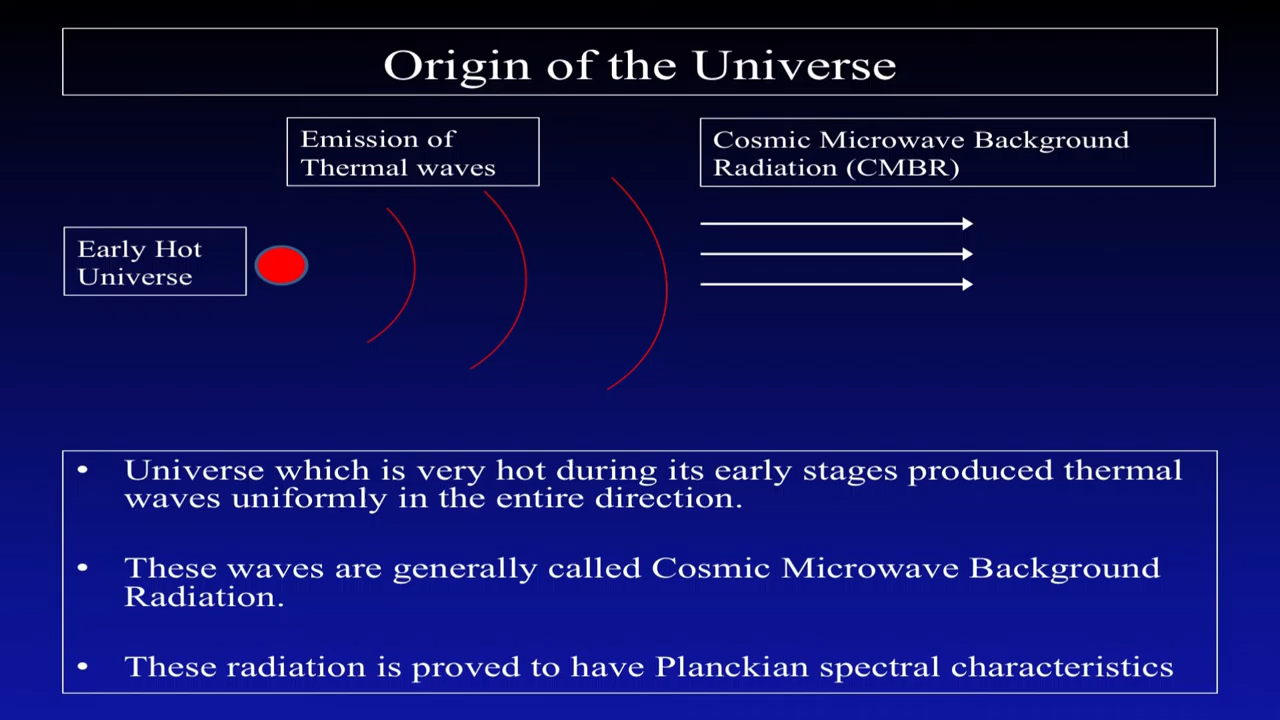 Origin of the Universe
Emission of
Thermal waves
Cosmic Microwave Background
Radiation (CMBR)
Early Hot
Universe
• Universe which is very hot during its early stages produced thermal
waves uniformly in the entire direction.
• These waves are generally called Cosmic Microwave Background
Radiation.
• These radiation is proved to have Planckian spectral characteristics